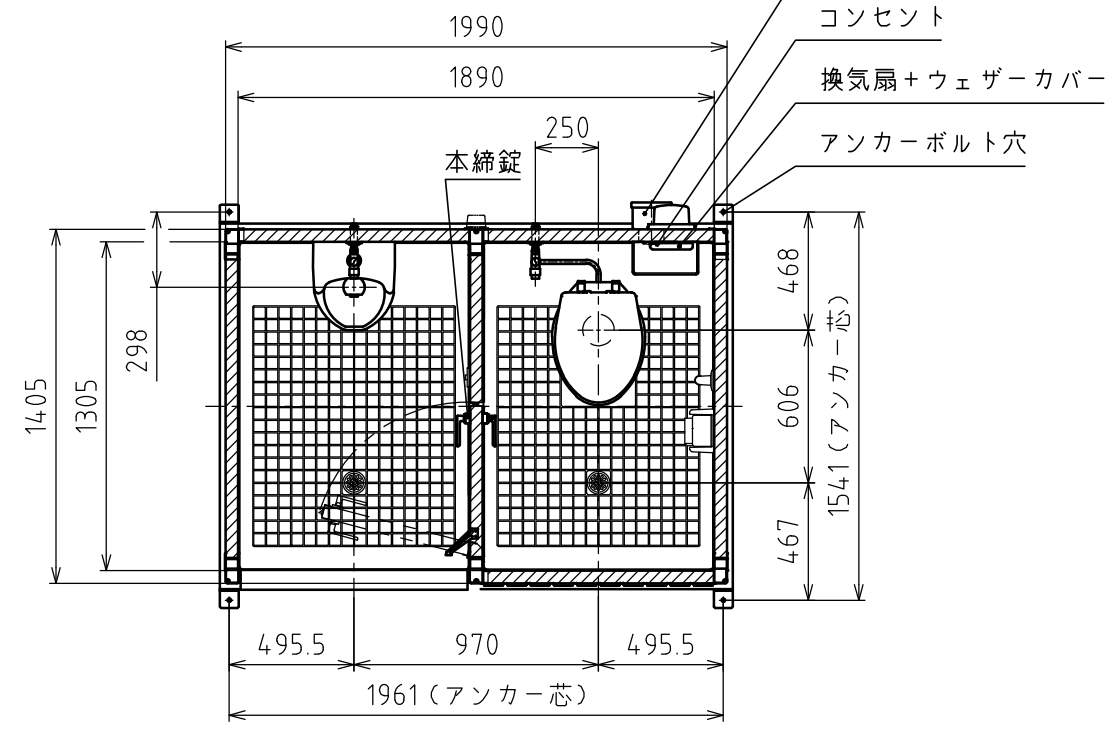 コンセント
1990
換気扇+ウェザーカバー
1890
250
アンカーボルト穴
本締錠
468
298
1405
1305
606
1541(アンカー芯)
467
495.5
970
495.5
1961(アンカー芯)